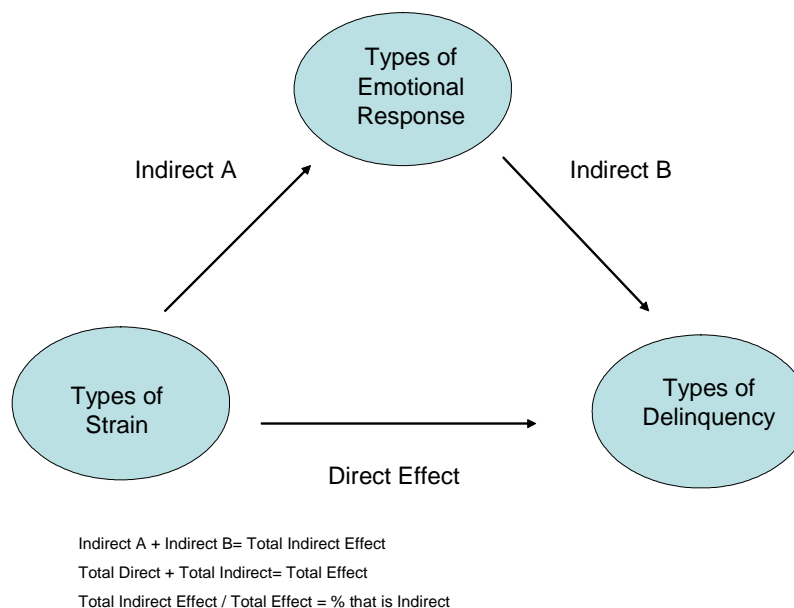 Types of
Emotional
Response
Indirect A
Indirect B
Types of
Strain
Types of
Delinquency
Direct Effect
Indirect A + Indirect B= Total Indirect Effect
Total Direct + Total Indirect= Total Effect
Total Indirect Effect / Total Effect = % that is Indirect